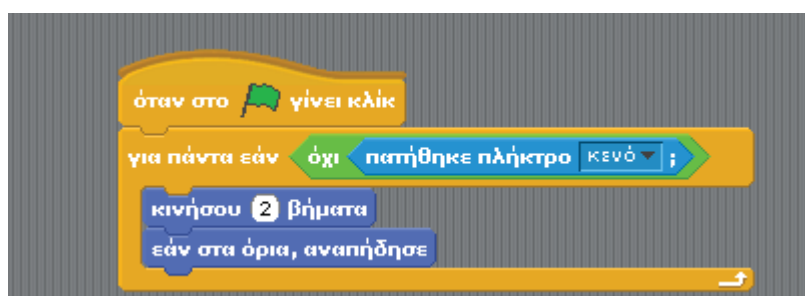 όταν στο γίνει κλίκ
για πάντα εάν όχι πατήθηκε πλήκτρο κενό ;
κινήσου 2 βήματα
εάν στα όρια, αναπήδησε